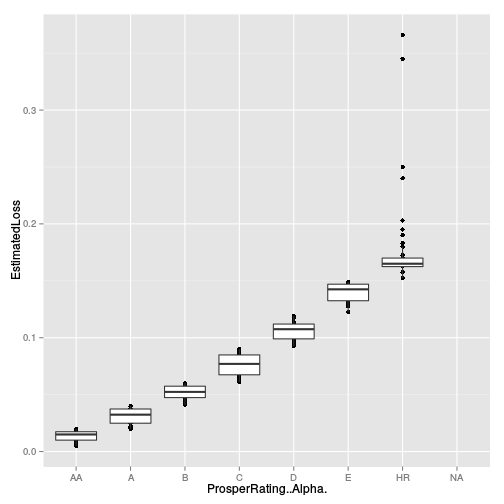 EstimatedLoss
0.3
0.2
0.1
0.0
AA A B C D E HR NA
ProsperRating..Alpha.